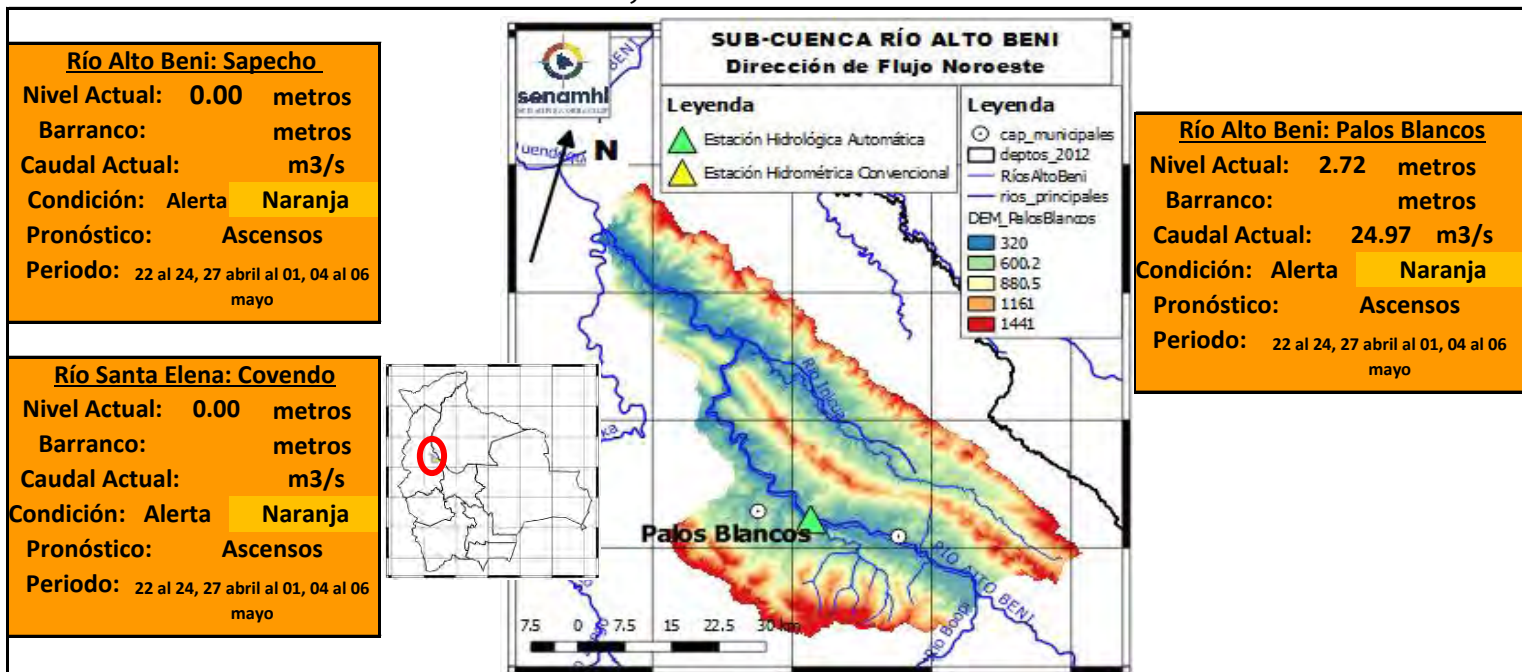 Río Alto Beni: Sapecho
Nivel Actual: 0.00 metros
Barranco: metros
Caudal Actual: m3/s
Condición: Alerta Naranja
Pronóstico: Ascensos
Periodo: 22 al 24, 27 abril al 01, 04 al 06
mayo
Río Santa Elena: Covendo
Nivel Actual: 0.00 metros
Barranco: metros
Caudal Actual: m3/s
Condición: Alerta Naranja
Pronóstico: Ascensos
Periodo: 22 al 24, 27 abril al 01, 04 al 06
mayo
senamhi
SUB-CUENCA RÍO ALTO BENI
Dirección de Flujo Noroeste
Leyenda
Estación Hidrológica Automática
Estación Hidrométrica Convencional
Leyenda
cap_municipales
deptos_2012
RíosAltoBeni
rios_principales
DEM_PalosBlancos
320
600.2
880.5
1161
1441
N
BENI
Río Inicua
Palos Blancos
RIO ALTO BENI
Río Boopi
7.5 0 7.5 15 22.5 30 km
Río Alto Beni: Palos Blancos
Nivel Actual: 2.72 metros
Barranco: metros
Caudal Actual: 24.97 m3/s
Condición: Alerta Naranja
Pronóstico: Ascensos
Periodo: 22 al 24, 27 abril al 01, 04 al 06
mayo